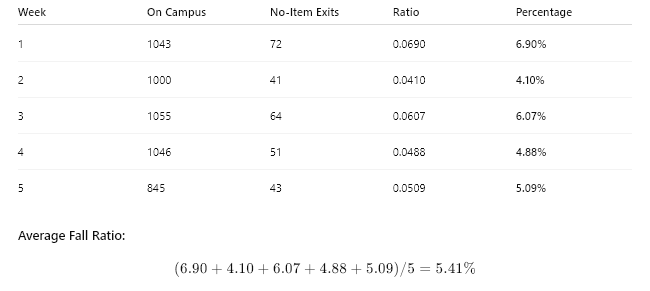 Week On Campus No-Item Exits Ratio Percentage
1 1043 72 0.0690 6.90%
2 1000 41 0.0410 4.10%
3 1055 64 0.0607 6.07%
4 1046 51 0.0488 4.88%
5 845 43 0.0509 5.09%
Average Fall Ratio:
(6.90 + 4.10 + 6.07 + 4.88 + 5.09)/5 = 5.41%